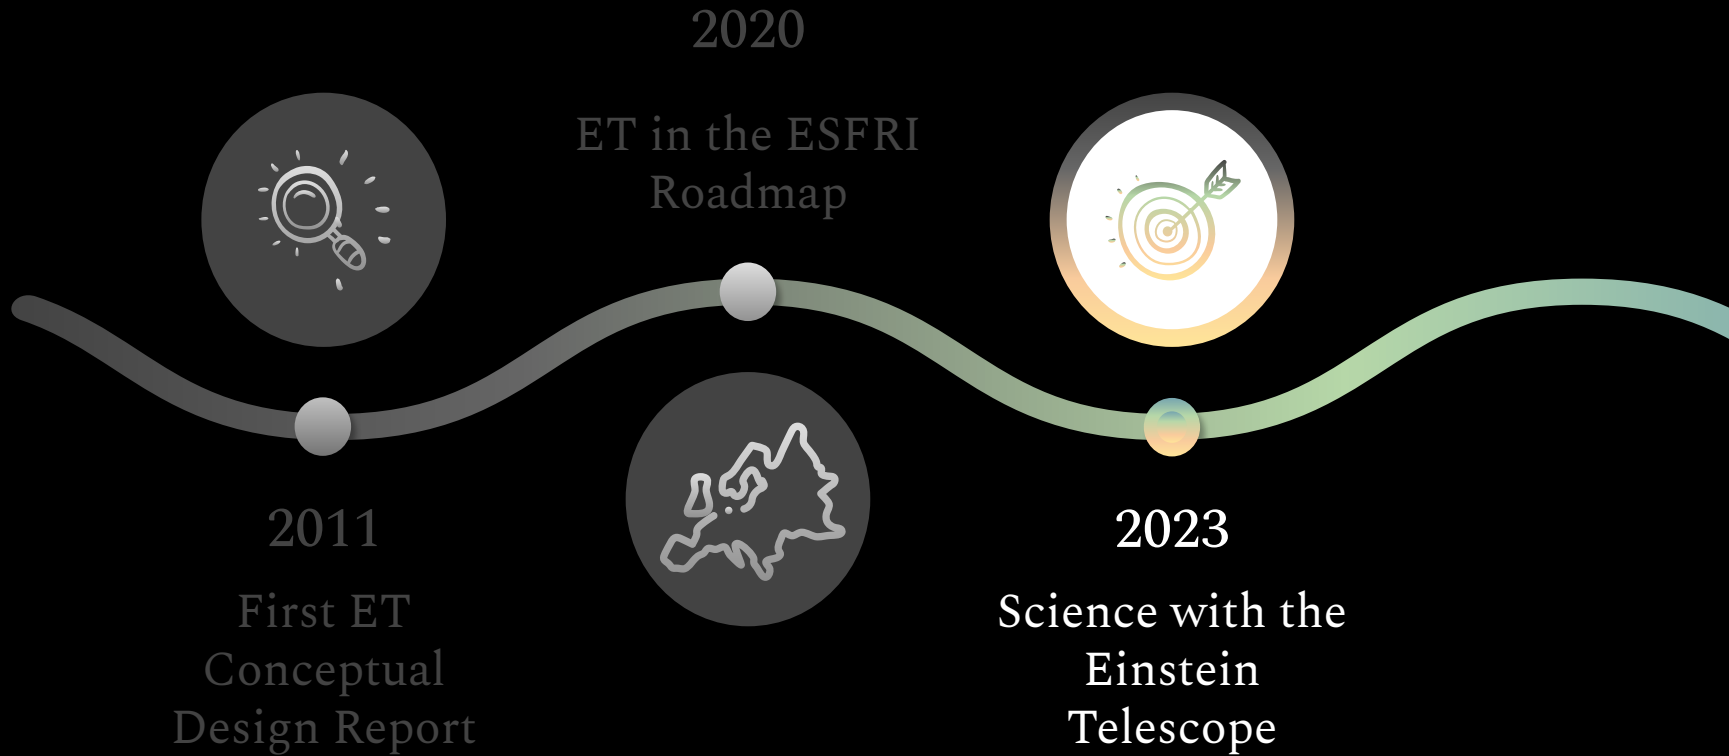 2011
First ET
Conceptual
Design Report
2020
ET in the ESFRI
Roadmap
2023
Science with the
Einstein
Telescope